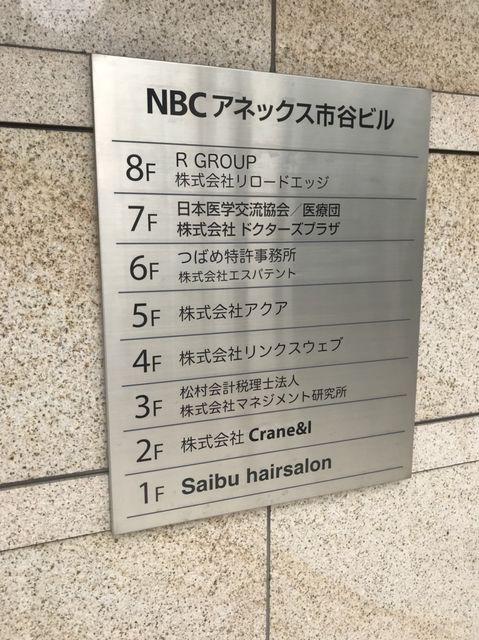 NBC アネックス市谷ビル
8F R GROUP
株式会社リロードエッジ
7F 日本医学交流協会／医療団
株式会社 ドクターズプラザ
6F つばめ特許事務所
株式会社エスパテント
5F 株式会社アクア
4F 株式会社リンクスウェブ
3F 松村会計税理士法人
株式会社マネジメント研究所
2F 株式会社 Crane&I
1F Saibu hairsalon